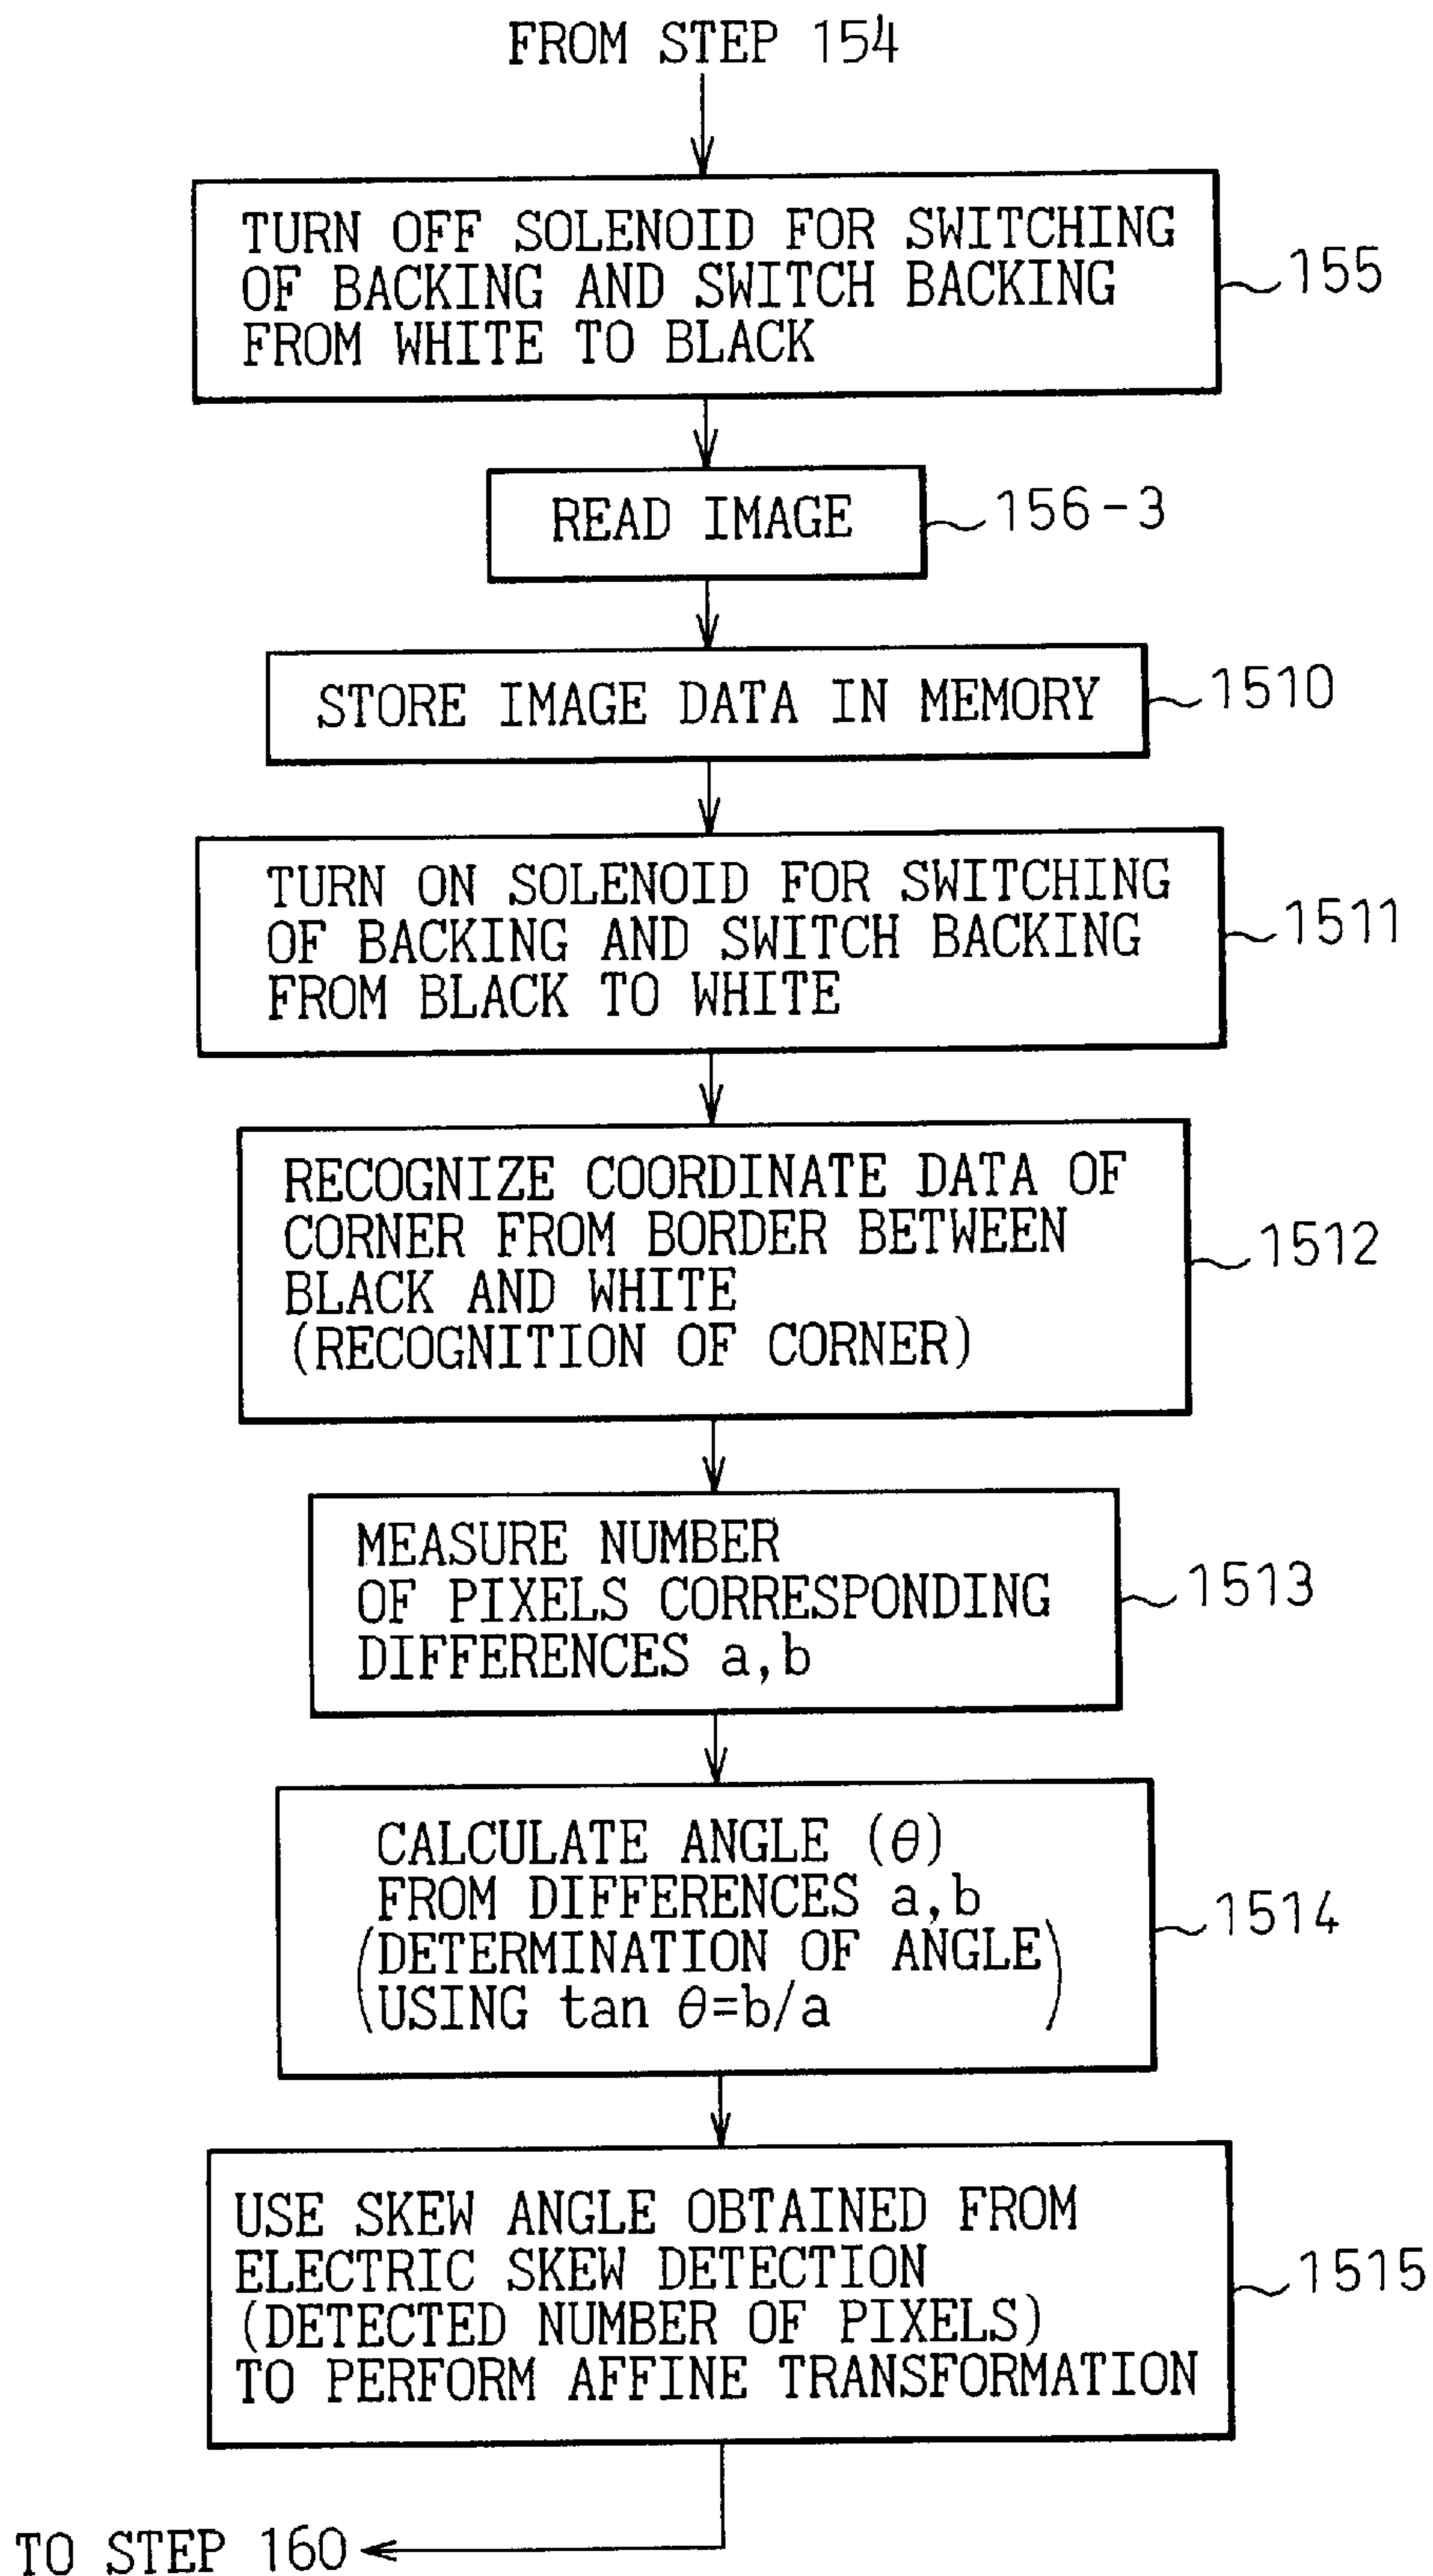 FROM STEP 154
TURN OFF SOLENOID FOR SWITCHING
OF BACKING AND SWITCH BACKING
FROM WHITE TO BLACK
155
READ IMAGE
156-3
STORE IMAGE DATA IN MEMORY
1510
TURN ON SOLENOID FOR SWITCHING
OF BACKING AND SWITCH BACKING
FROM BLACK TO WHITE
1511
RECOGNIZE COORDINATE DATA OF
CORNER FROM BORDER BETWEEN
BLACK AND WHITE
(RECOGNITION OF CORNER)
1512
MEASURE NUMBER
OF PIXELS CORRESPONDING
DIFFERENCES a,b
1513
CALCULATE ANGLE (θ)
FROM DIFFERENCES a,b
(DETERMINATION OF ANGLE
USING tan θ=b/a)
1514
USE SKEW ANGLE OBTAINED FROM
ELECTRIC SKEW DETECTION
(DETECTED NUMBER OF PIXELS)
TO PERFORM AFFINE TRANSFORMATION
1515
TO STEP 160